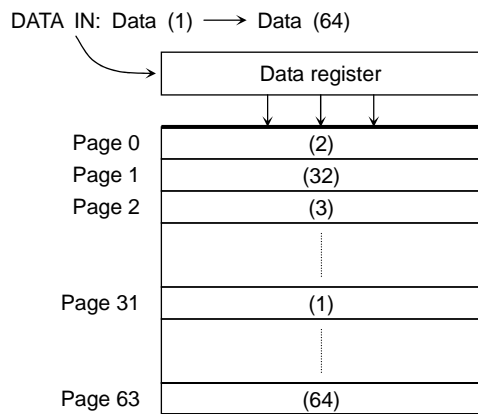 DATA IN: Data (1) → Data (64)
Data register
Page 0 (2)
Page 1 (32)
Page 2 (3)
Page 31 (1)
Page 63 (64)